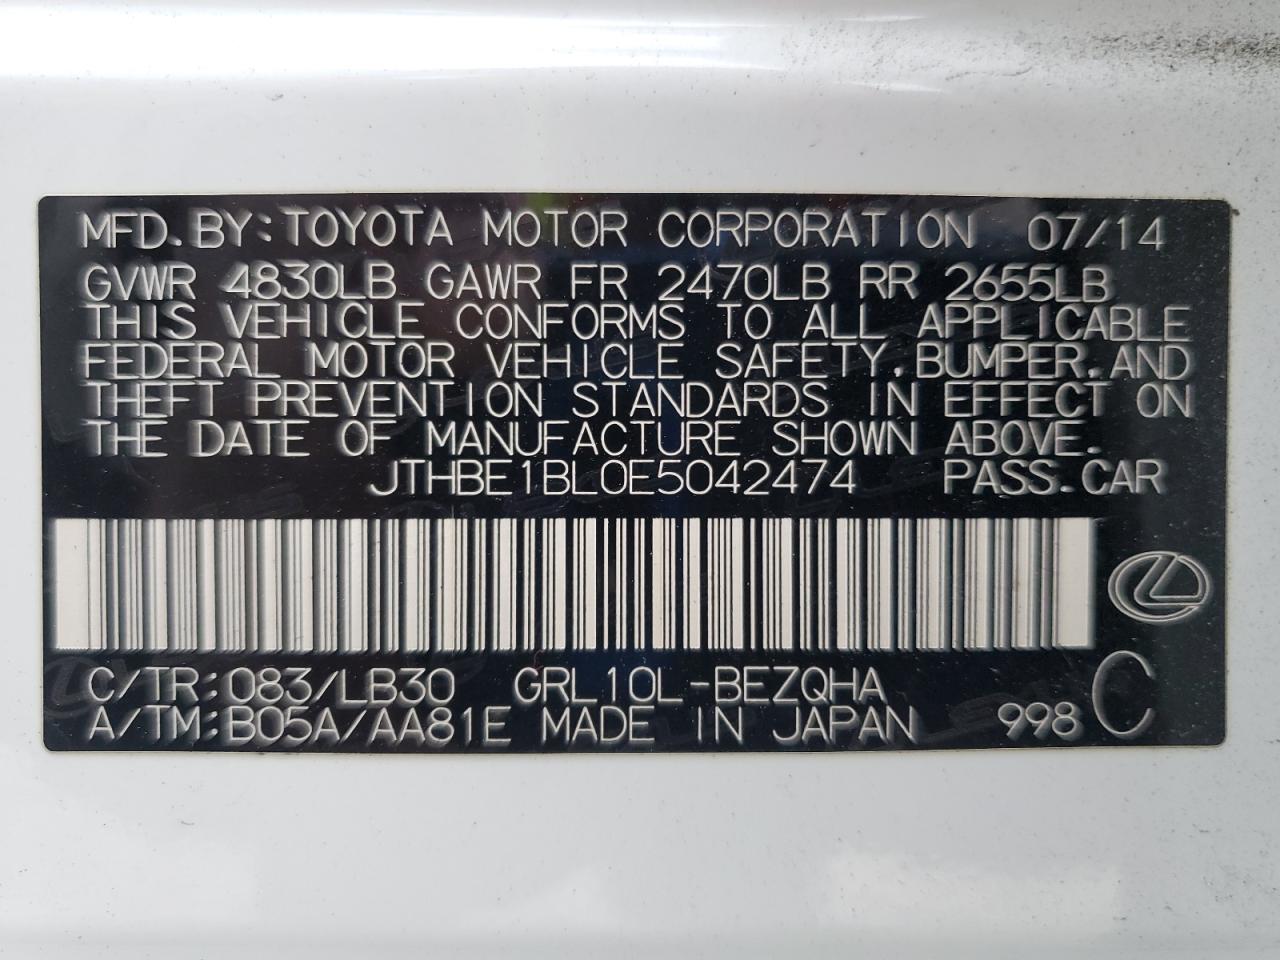 MFD. BY: TOYOTA MOTOR CORPORATION 07/14
GVWR 4830LB GAWR FR 2470LB RR 2655LB
THIS VEHICLE CONFORMS TO ALL APPLICABLE
FEDERAL MOTOR VEHICLE SAFETY, BUMPER, AND
THEFT PREVENTION STANDARDS IN EFFECT ON
THE DATE OF MANUFACTURE SHOWN ABOVE.
JTHBE1BL0E5042474 PASS. CAR
C/TR: 083/LB30 GRL10L-BEZQHA C
A/TM: B05A/AA81E MADE IN JAPAN 998